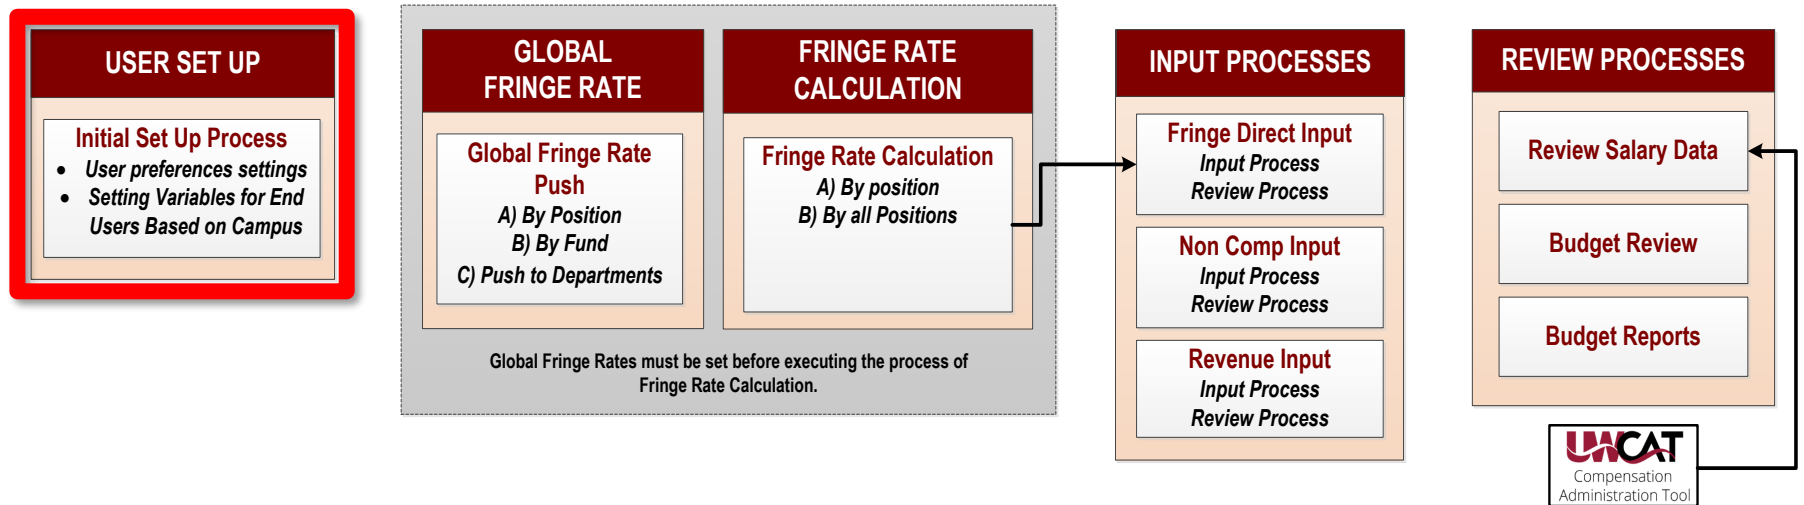 USER SET UP
Initial Set Up Process
• User preferences settings
• Setting Variables for End
Users Based on Campus
GLOBAL
FRINGE RATE
Global Fringe Rate
Push
A) By Position
B) By Fund
C) Push to Departments
FRINGE RATE
CALCULATION
Fringe Rate Calculation
A) By position
B) By all Positions
Global Fringe Rates must be set before executing the process of
Fringe Rate Calculation.
INPUT PROCESSES
Fringe Direct Input
Input Process
Review Process
Non Comp Input
Input Process
Review Process
Revenue Input
Input Process
Review Process
REVIEW PROCESSES
Review Salary Data
Budget Review
Budget Reports
UWCAT
Compensation
Administration Tool